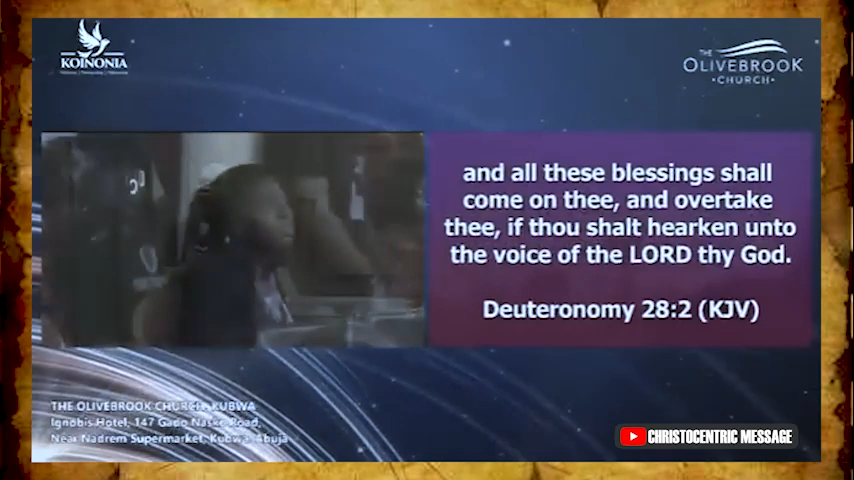 KOINONIA
THE
OLIVEBROOK
•CHURCH•
and all these blessings shall
come on thee, and overtake
thee, if thou shalt hearken unto
the voice of the LORD thy God.
Deuteronomy 28:2 (KJV)
THE OLIVEBROOK CHURCH, KUBWA
Ignobis Hotel, 147 Gado Nasko Road,
Near Nadrem Supermarket, Kubwa, Abuja
CHRISTOCENTRIC MESSAGE